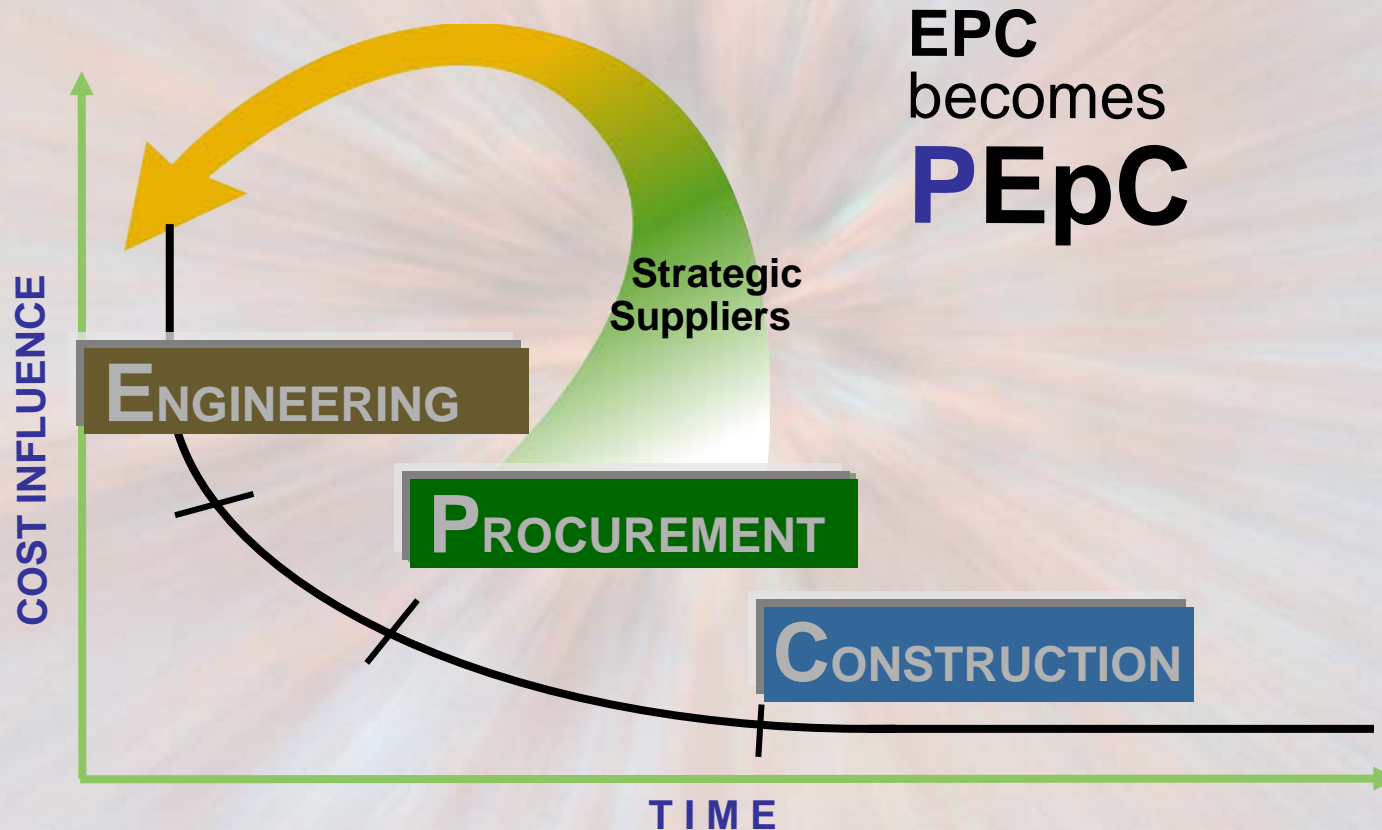 EPC
becomes
PEpC
Strategic
Suppliers
COST INFLUENCE
ENGINEERING
PROCUREMENT
CONSTRUCTION
TIME